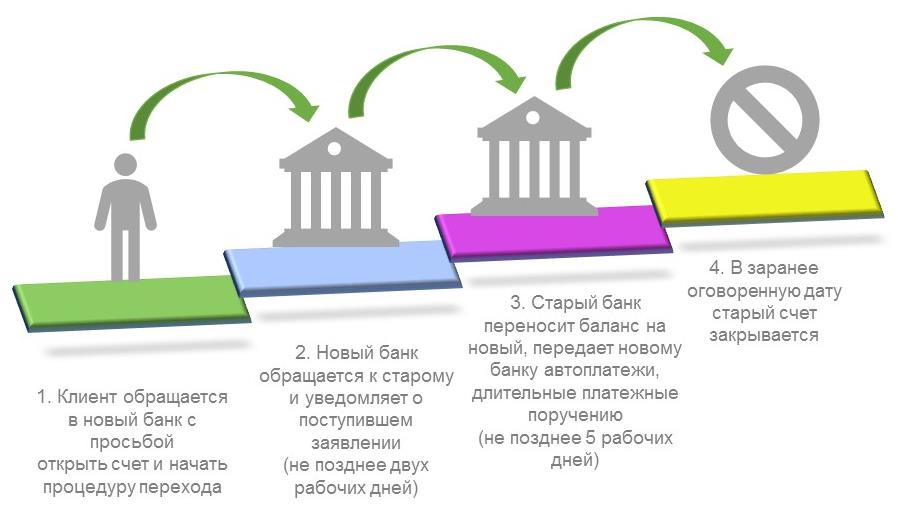 1. Клиент обращается
в новый банк с
просьбой
открыть счет и начать
процедуру перехода
2. Новый банк
обращается к старому
и уведомляет о
поступившем
заявлении
(не позднее двух
рабочих дней)
3. Старый банк
переносит баланс на
новый, передает новому
банку автоплатежи,
длительные платежные
поручению
(не позднее 5 рабочих
дней)
4. В заранее
оговоренную дату
старый счет
закрывается